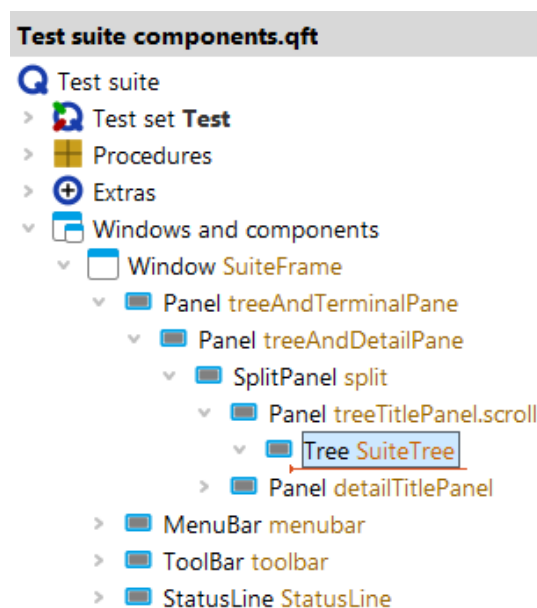 Test suite components.qft
Test suite
Test set Test
Procedures
Extras
Windows and components
Window SuiteFrame
Panel treeAndTerminalPane
Panel treeAndDetailPane
SplitPanel split
Panel treeTitlePanel.scroll
Tree SuiteTree
Panel detailTitlePanel
MenuBar menubar
ToolBar toolbar
StatusLine StatusLine